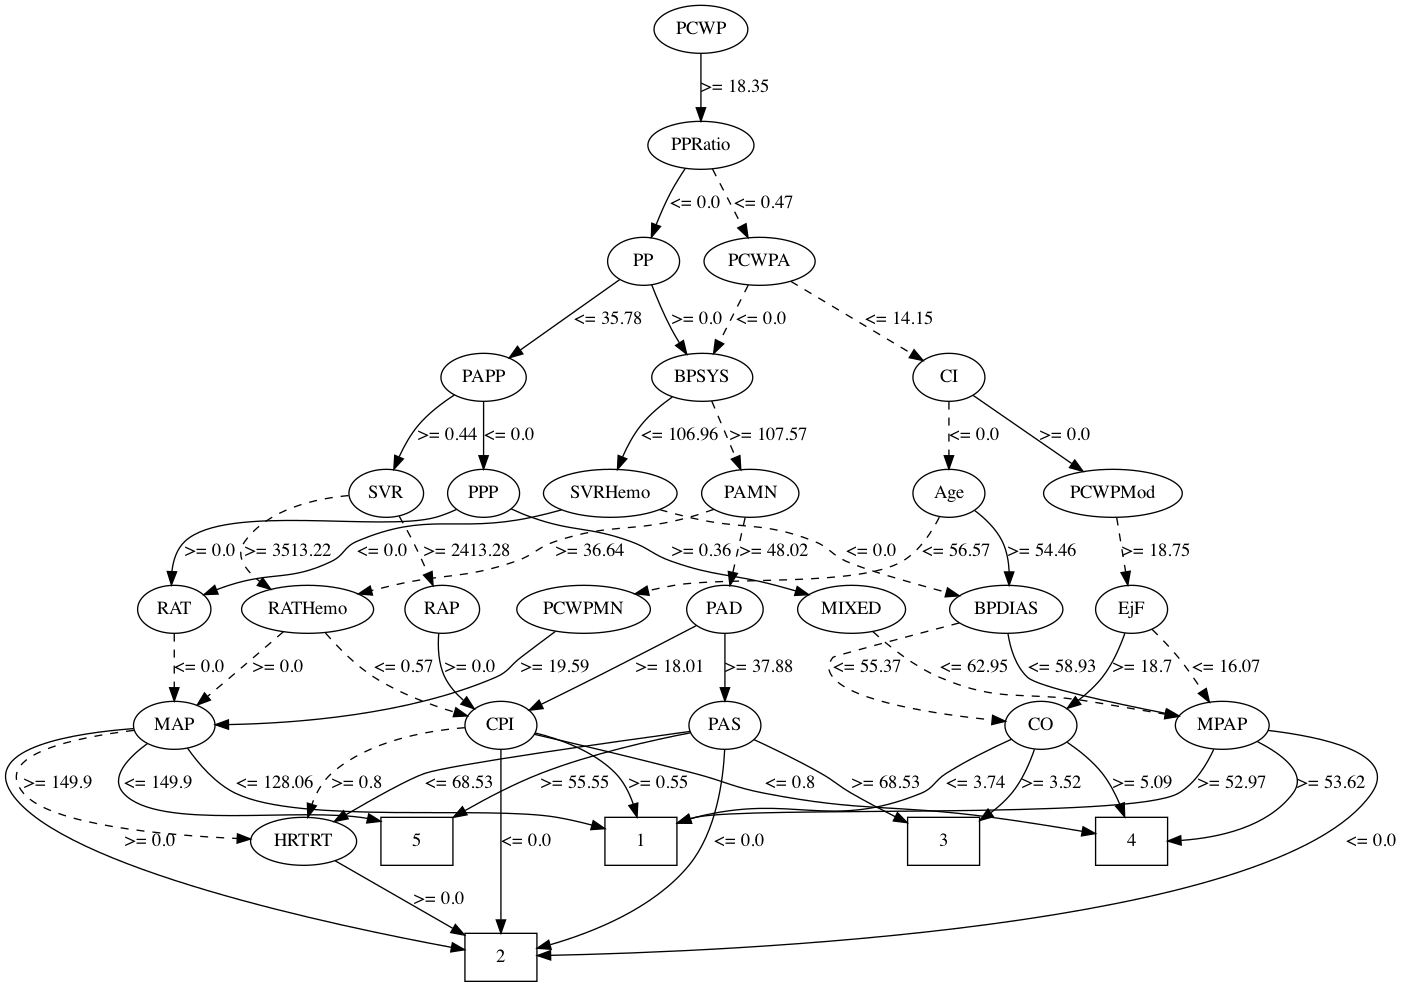 PCWP
>= 18.35
PPRatio
<= 0.0
<= 0.47
PP
PCWPA
<= 35.78
>= 0.0
<= 0.0
<= 14.15
PAPP
BPSYS
CI
>= 0.44
<= 0.0
<= 106.96
>= 107.57
<= 0.0
>= 0.0
SVR
PPP
SVRHemo
PAMN
Age
PCWPMod
>= 0.0
>= 3513.22
<= 0.0
>= 2413.28
>= 36.64
>= 0.36
>= 48.02
<= 0.0
<= 56.57
>= 54.46
>= 18.75
RAT
RATHemo
RAP
PCWPMN
PAD
MIXED
BPDIAS
EjF
<= 0.0
>= 0.0
<= 0.57
>= 0.0
>= 19.59
>= 18.01
>= 37.88
<= 55.37
<= 62.95
<= 58.93
>= 18.7
<= 16.07
MAP
CPI
PAS
CO
MPAP
>= 149.9
<= 149.9
<= 128.06
>= 0.8
<= 68.53
>= 55.55
>= 0.55
<= 0.8
>= 68.53
<= 3.74
>= 3.52
>= 5.09
>= 52.97
>= 53.62
>= 0.0
HRTRT
5
<= 0.0
1
<= 0.0
3
4
<= 0.0
>= 0.0
2